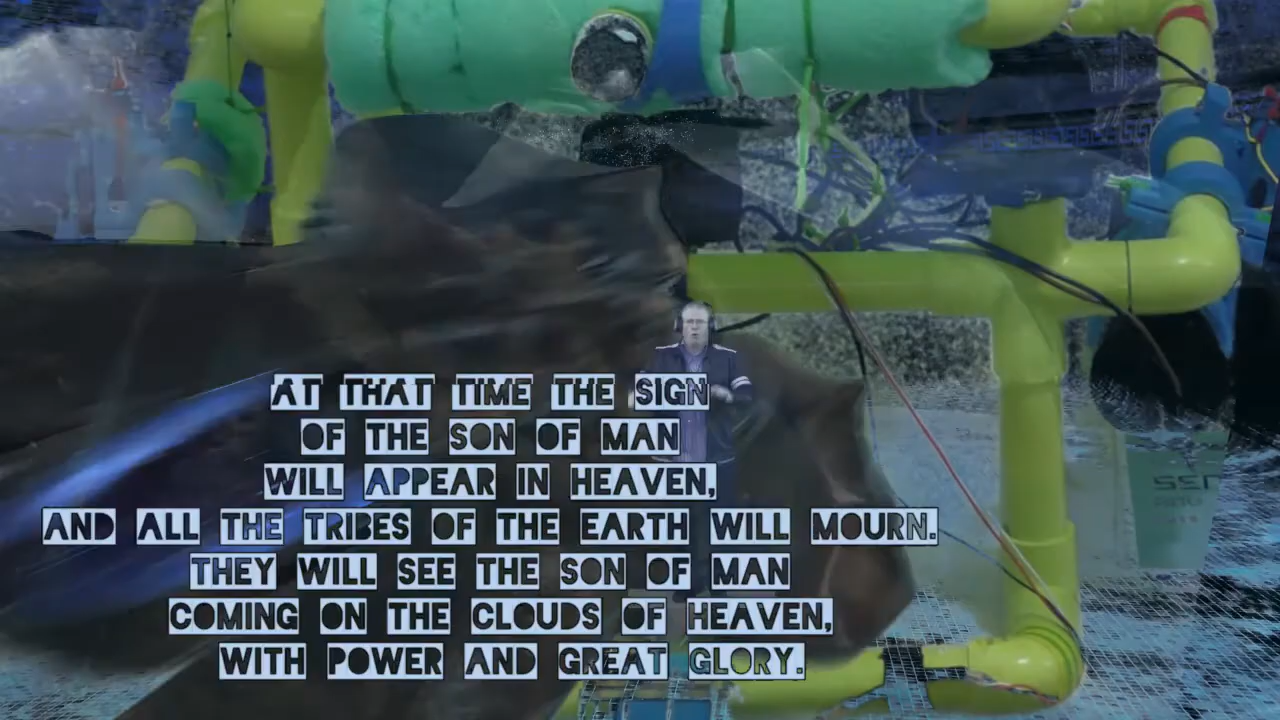 AT THAT TIME THE SIGN
OF THE SON OF MAN
WILL APPEAR IN HEAVEN,
AND ALL THE TRIBES OF THE EARTH WILL MOURN.
THEY WILL SEE THE SON OF MAN
COMING ON THE CLOUDS OF HEAVEN,
WITH POWER AND GREAT GLORY.